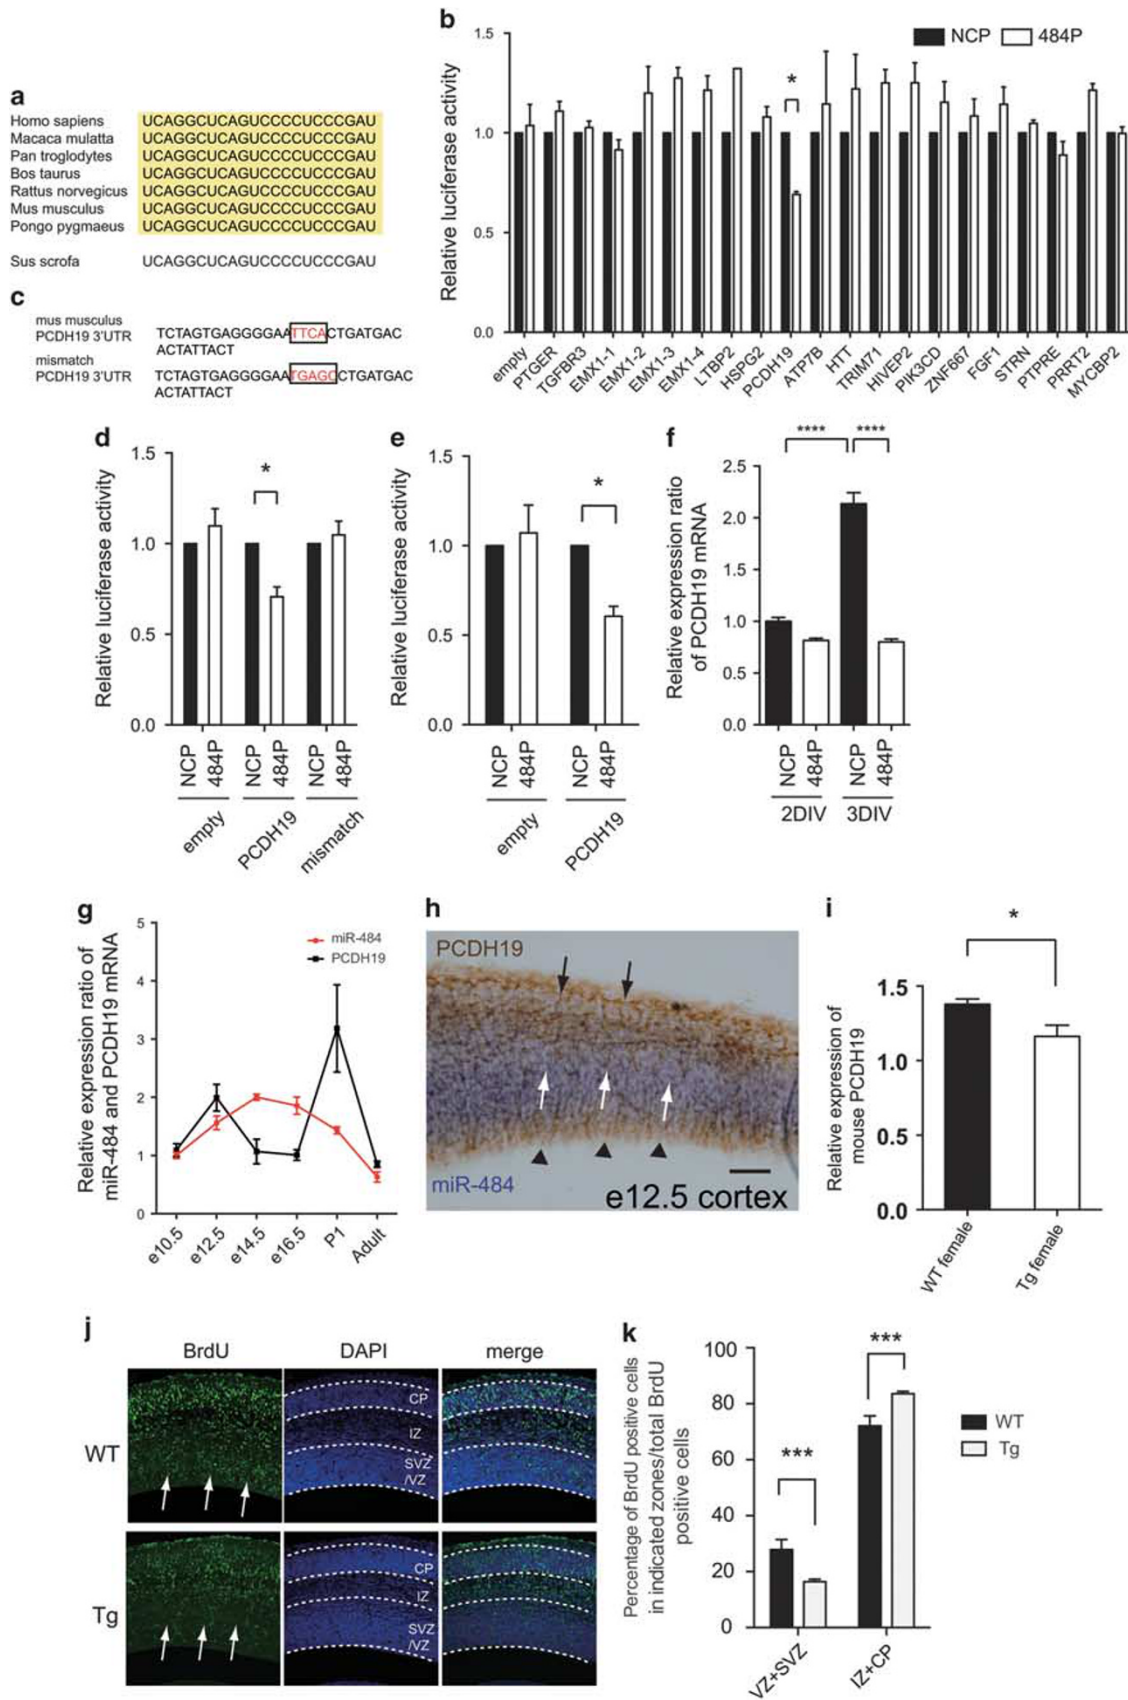 a
Homo sapiens UCAGGCUCAGUCCCCUCCCGAU
Macaca mulatta UCAGGCUCAGUCCCCUCCCGAU
Pan troglodytes UCAGGCUCAGUCCCCUCCCGAU
Bos taurus UCAGGCUCAGUCCCCUCCCGAU
Rattus norvegicus UCAGGCUCAGUCCCCUCCCGAU
Mus musculus UCAGGCUCAGUCCCCUCCCGAU
Pongo pygmaeus UCAGGCUCAGUCCCCUCCCGAU
Sus scrofa UCAGGCUCAGUCCCCUCCCGAU
b
Relative luciferase activity
1.5
1.0
0.5
0.0
NCP 484P
*
empty
PTGER
TGFBR3
EMX1-1
EMX1-2
EMX1-3
EMX1-4
LTBP2
HSPG2
PCDH19
ATP7B
HTT
TRIM71
HIVEP2
PIK3CD
ZNF667
FGF1
STRN
PTPRE
PRRT2
MYCBP2
c
mus musculus
PCDH19 3'UTR TCTAGTGAGGGGAATTCACTGATGAC
ACTATTACT
mismatch
PCDH19 3'UTR TCTAGTGAGGGGAATGAGCCTGATGAC
ACTATTACT
d
Relative luciferase activity
1.5
1.0
0.5
0.0
*
NCP 484P NCP 484P NCP 484P
empty PCDH19 mismatch
e
Relative luciferase activity
1.5
1.0
0.5
0.0
*
NCP 484P NCP 484P
empty PCDH19
f
Relative expression ratio
of PCDH19 mRNA
2.5
2.0
1.5
1.0
0.5
0.0
**** ****
NCP 484P NCP 484P
2DIV 3DIV
g
Relative expression ratio of
miR-484 and PCDH19 mRNA
5
4
3
2
1
0
miR-484
PCDH19
e10.5 e12.5 e14.5 e16.5 P1 Adult
h
PCDH19
miR-484
e12.5 cortex
i
Relative expression of
mouse PCDH19
1.5
1.0
0.5
0.0
*
WT female Tg female
j
BrdU DAPI merge
WT
CP
IZ
SVZ
/VZ
Tg
CP
IZ
SVZ
/VZ
k
Percentage of BrdU positive cells
in indicated zones/total BrdU
positive cells
100
80
60
40
20
0
***
***
WT
Tg
VZ+SVZ IZ+CP